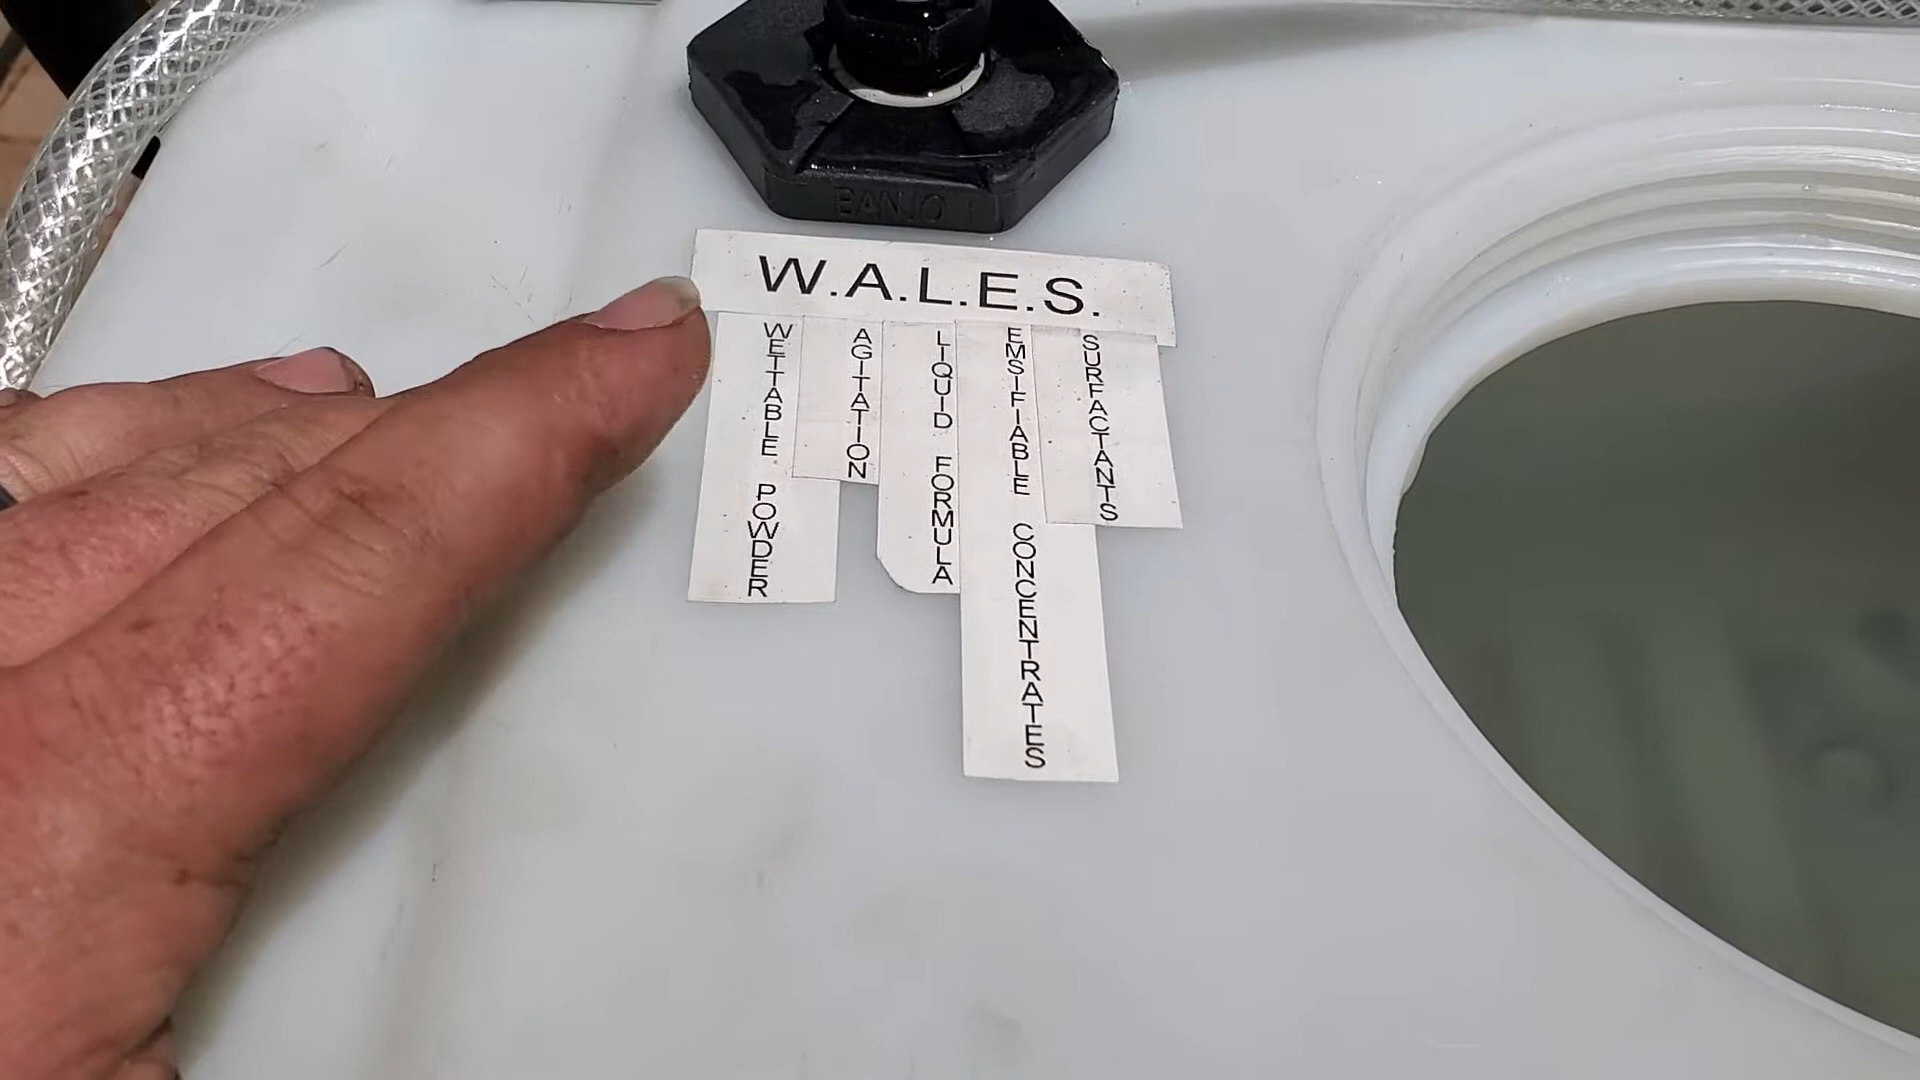 BANJO
W.A.L.E.S.
WETTABLE POWDER
AGITATION
LIQUID FORMULA
EMSIFIABLE CONCENTRATES
SURFACTANTS